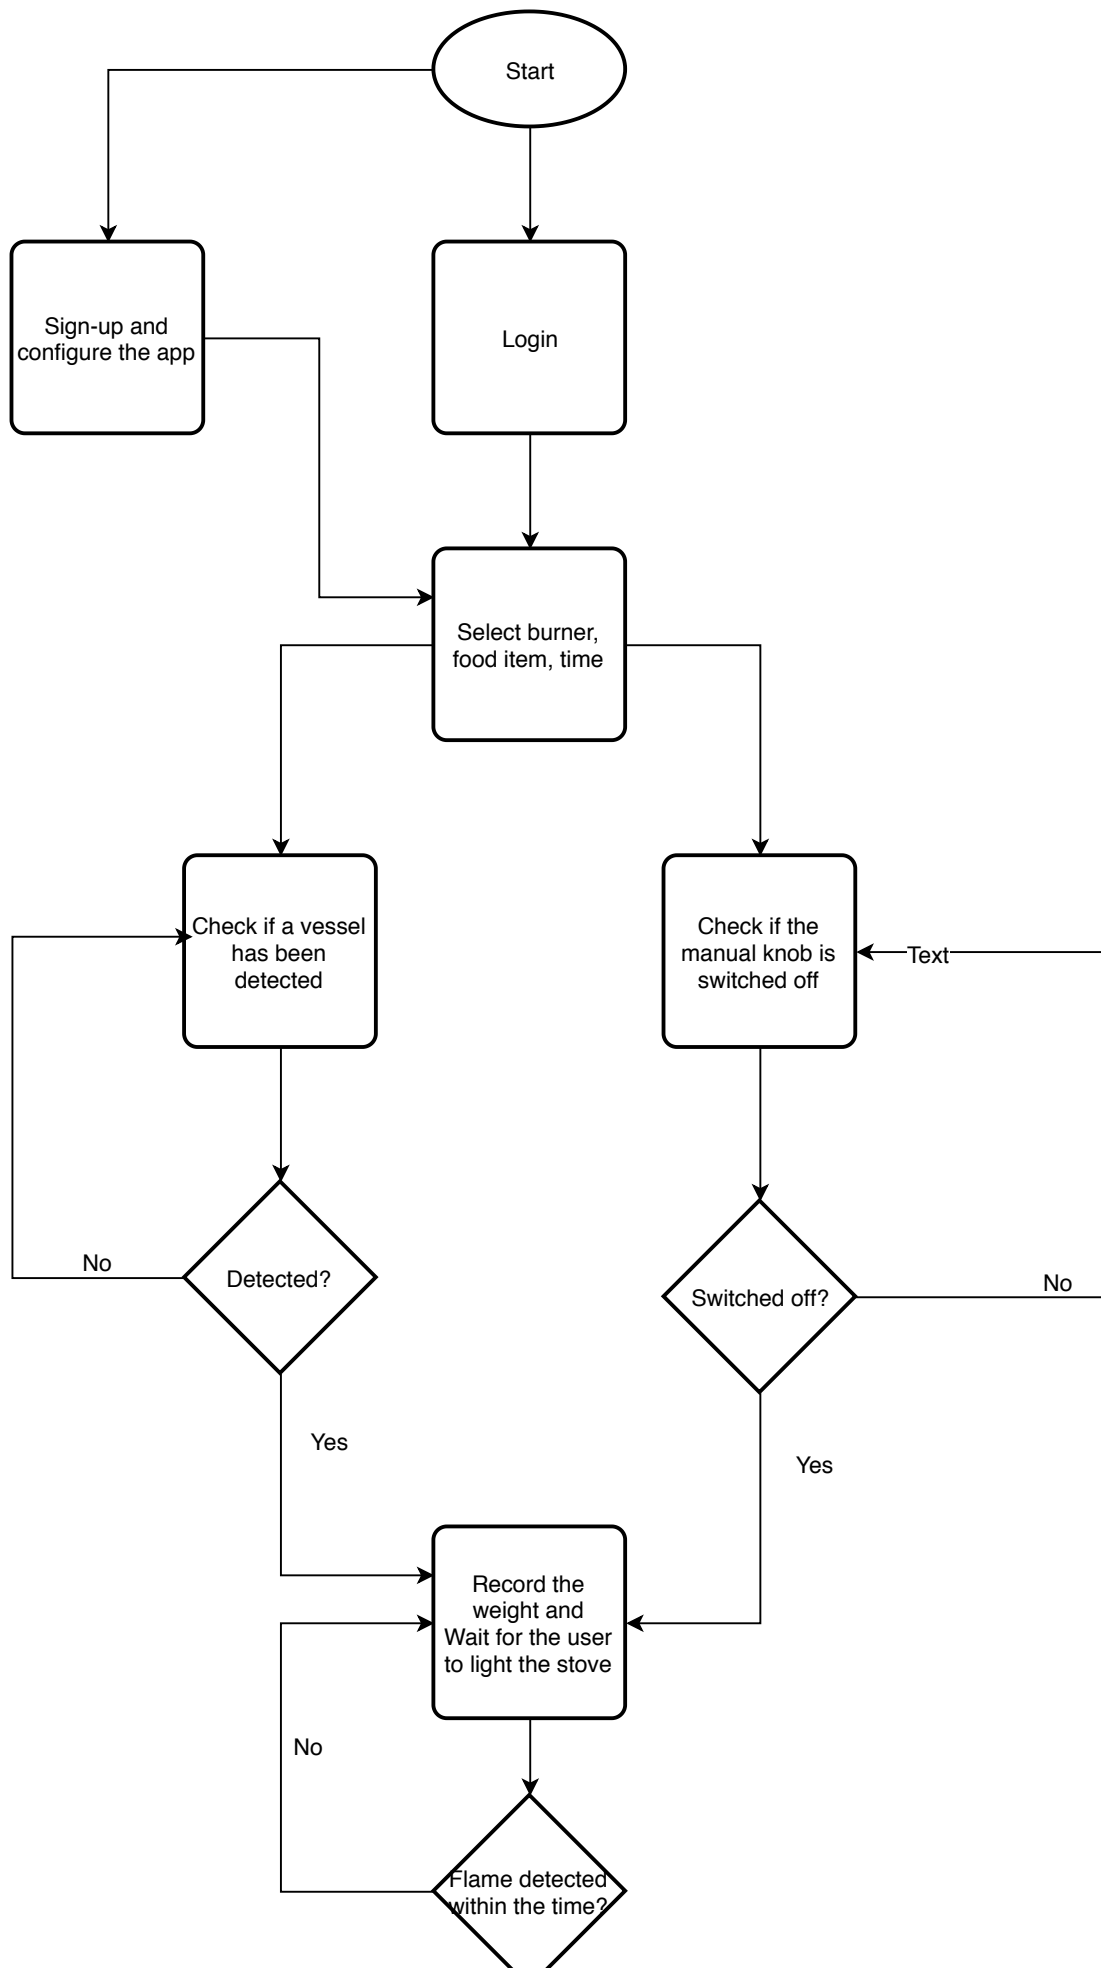 Start
Sign-up and
configure the app
Login
Select burner,
food item, time
Check if a vessel
has been
detected
Check if the
manual knob is
switched off
Text
No
Detected?
Switched off?
No
Yes
Yes
Record the
weight and
Wait for the user
to light the stove
No
Flame detected
within the time?